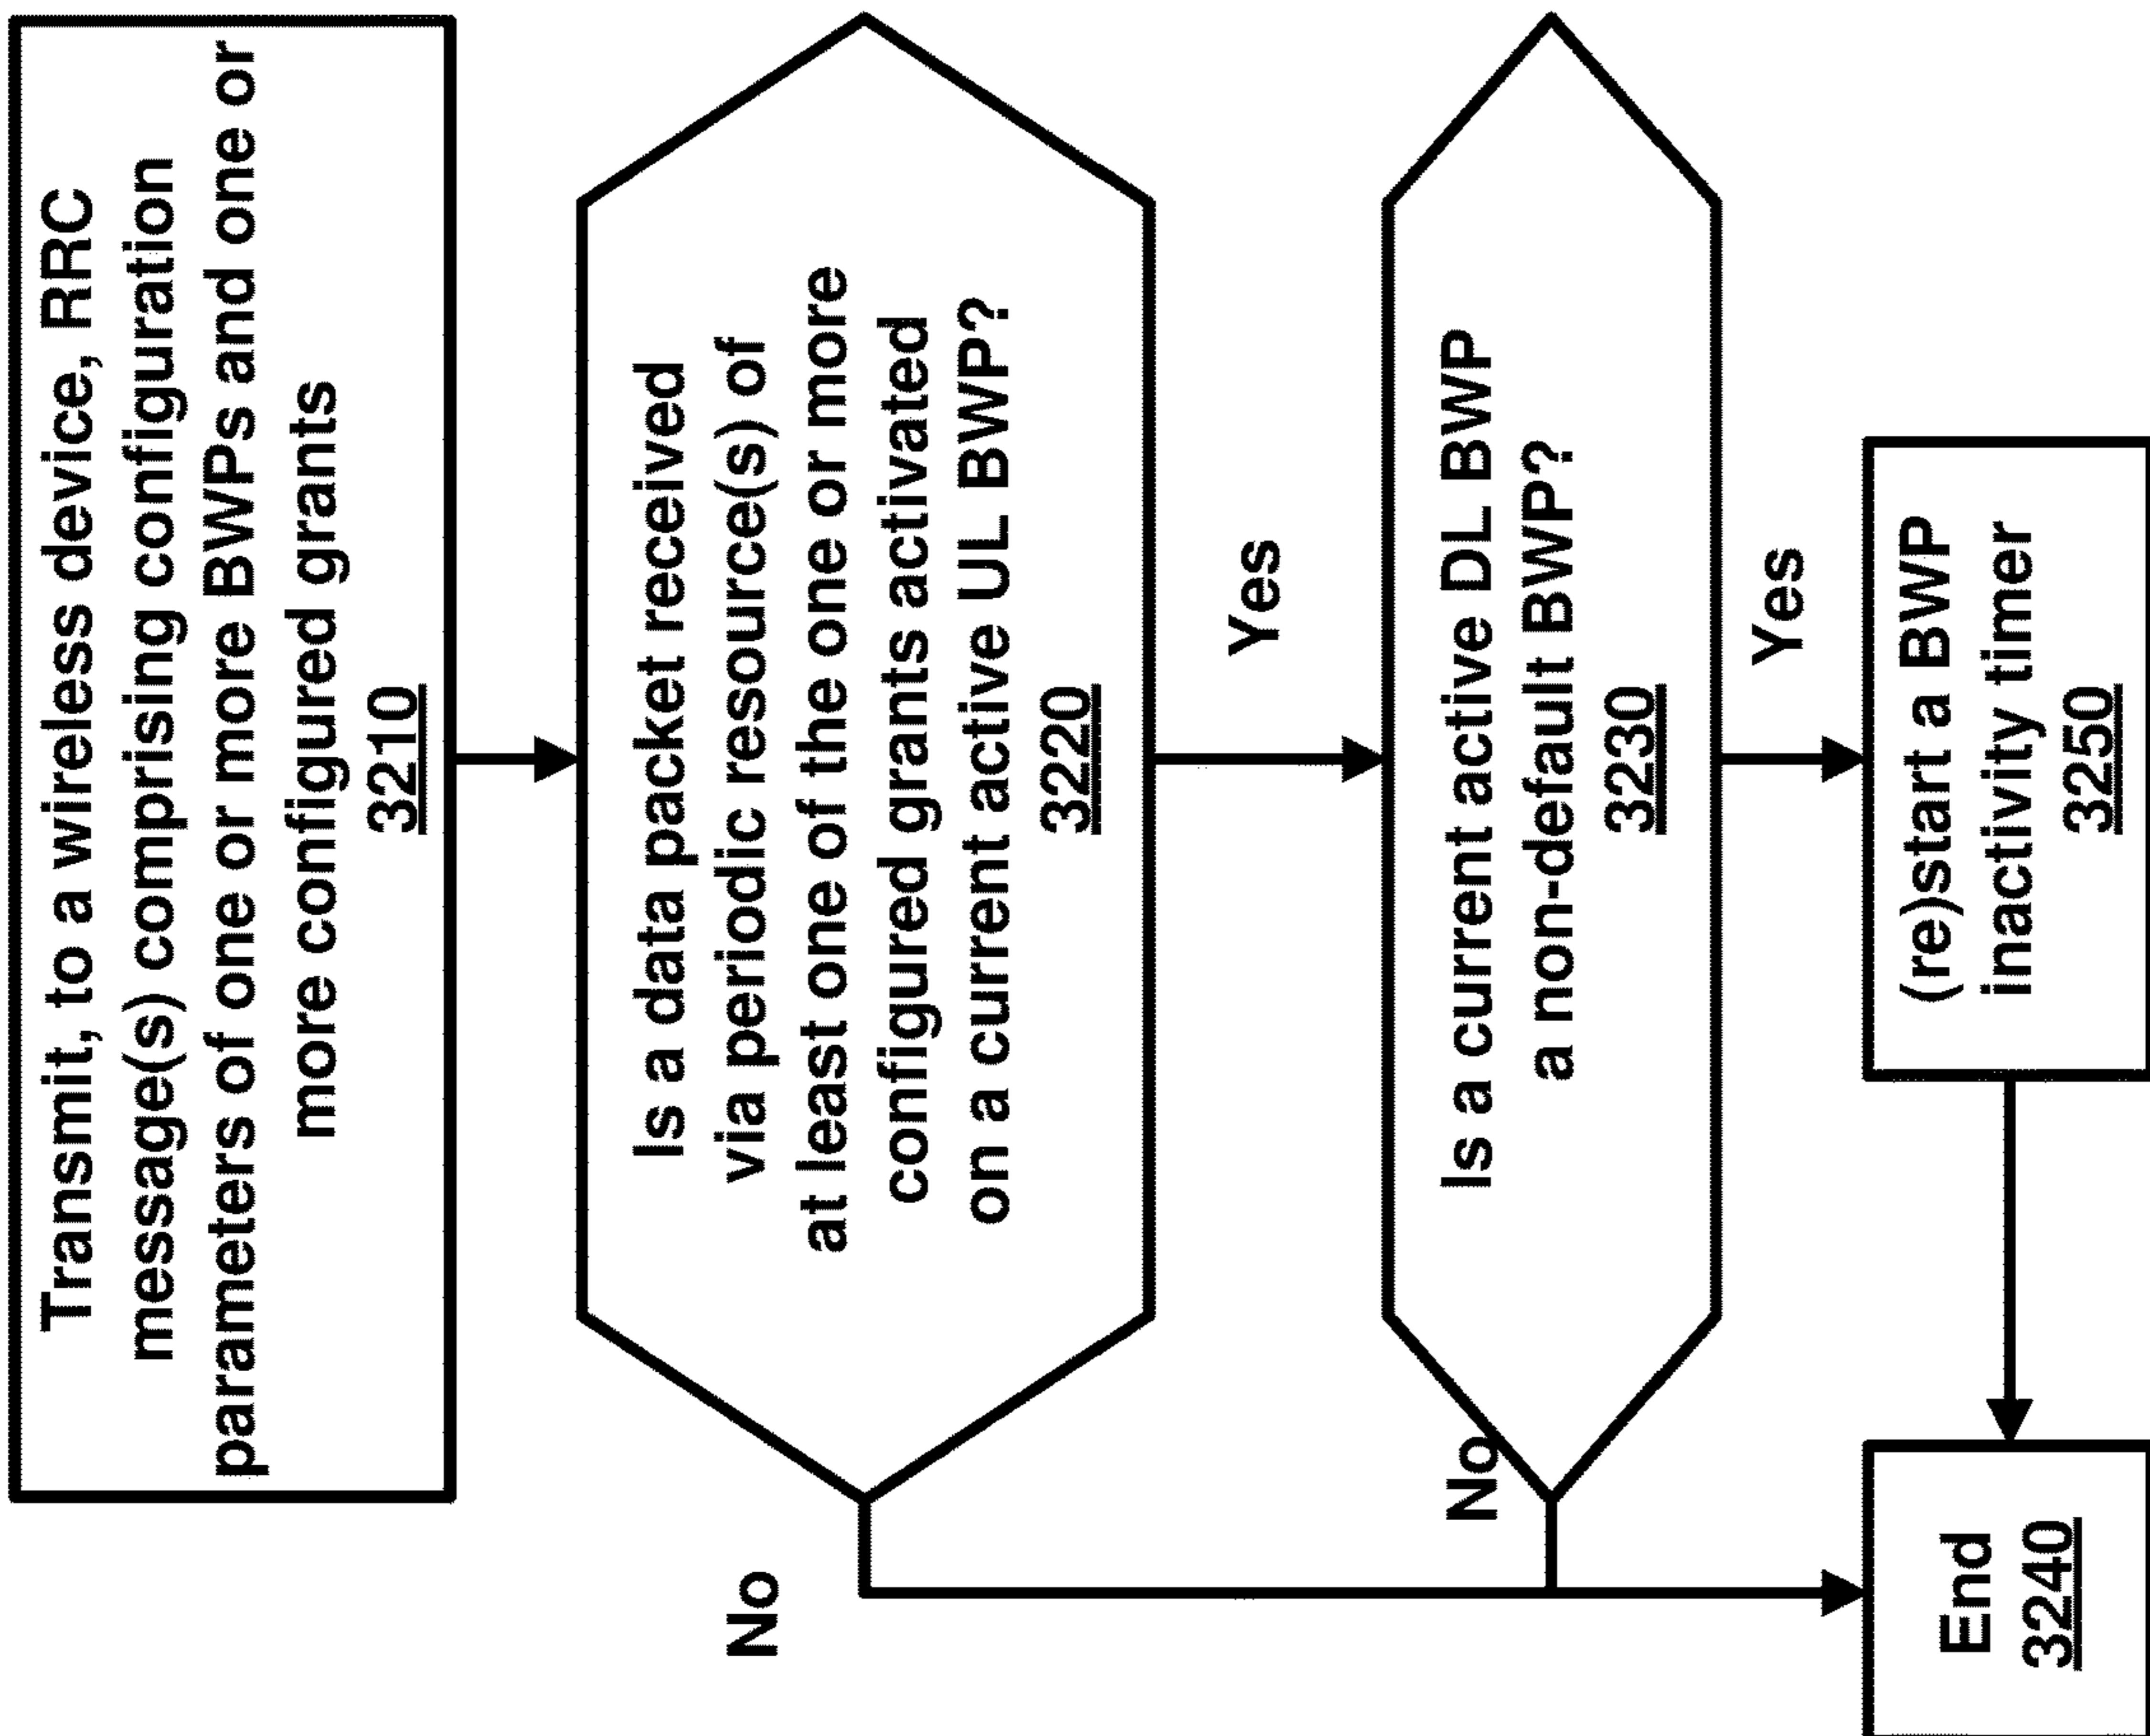 Transmit, to a wireless device, RRC
message(s) comprising configuration
parameters of one or more BWPs and one or
more configured grants
3210
Is a data packet received
via periodic resource(s) of
at least one of the one or more
configured grants activated
on a current active UL BWP?
3220
No
Yes
Is a current active DL BWP
a non-default BWP?
3230
No
Yes
(re)start a BWP
inactivity timer
3250
End
3240